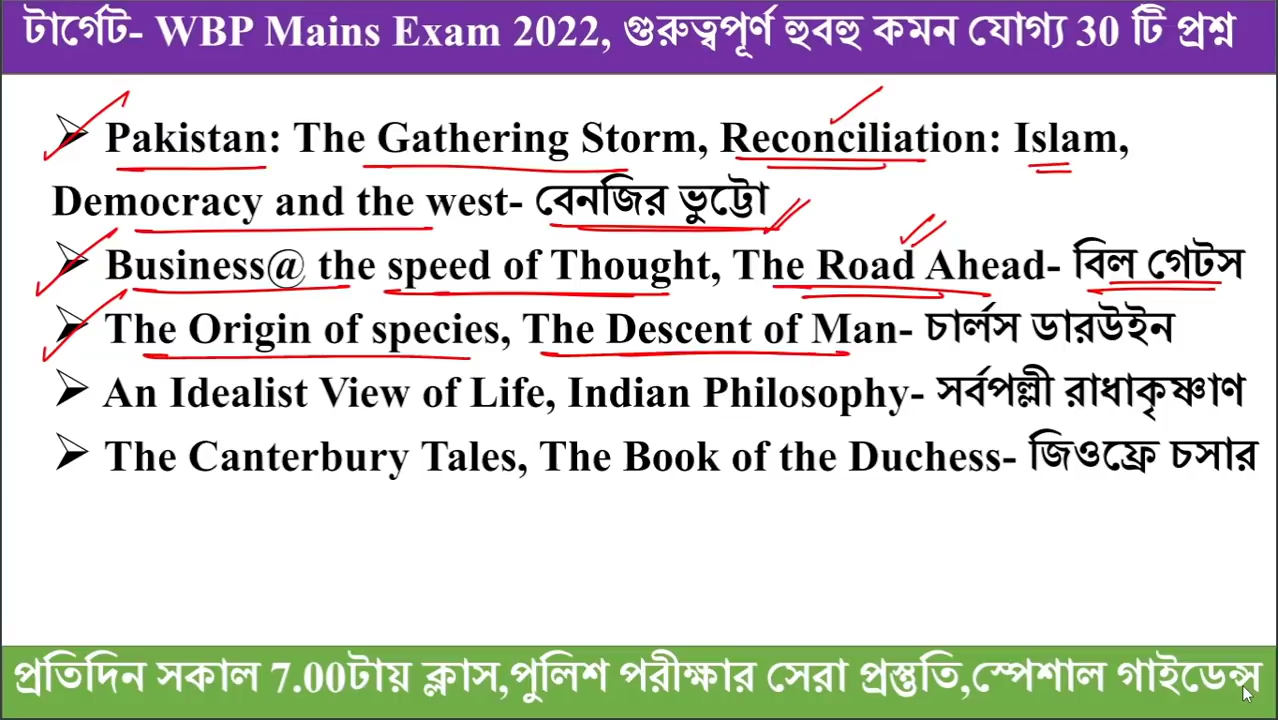 টার্গেট- WBP Mains Exam 2022, গুরুত্বপূর্ণ হুবহু কমন যোগ্য 30 টি প্রশ্ন
➢ Pakistan: The Gathering Storm, Reconciliation: Islam,
Democracy and the west- বেনজির ভুট্টো
➢ Business@ the speed of Thought, The Road Ahead- বিল গেটস
➢ The Origin of species, The Descent of Man- চার্লস ডারউইন
➢ An Idealist View of Life, Indian Philosophy- সর্বপল্লী রাধাকৃষ্ণাণ
➢ The Canterbury Tales, The Book of the Duchess- জিওফ্রে চসার
প্রতিদিন সকাল 7.00টায় ক্লাস,পুলিশ পরীক্ষার সেরা প্রস্তুতি,স্পেশাল গাইডেন্স